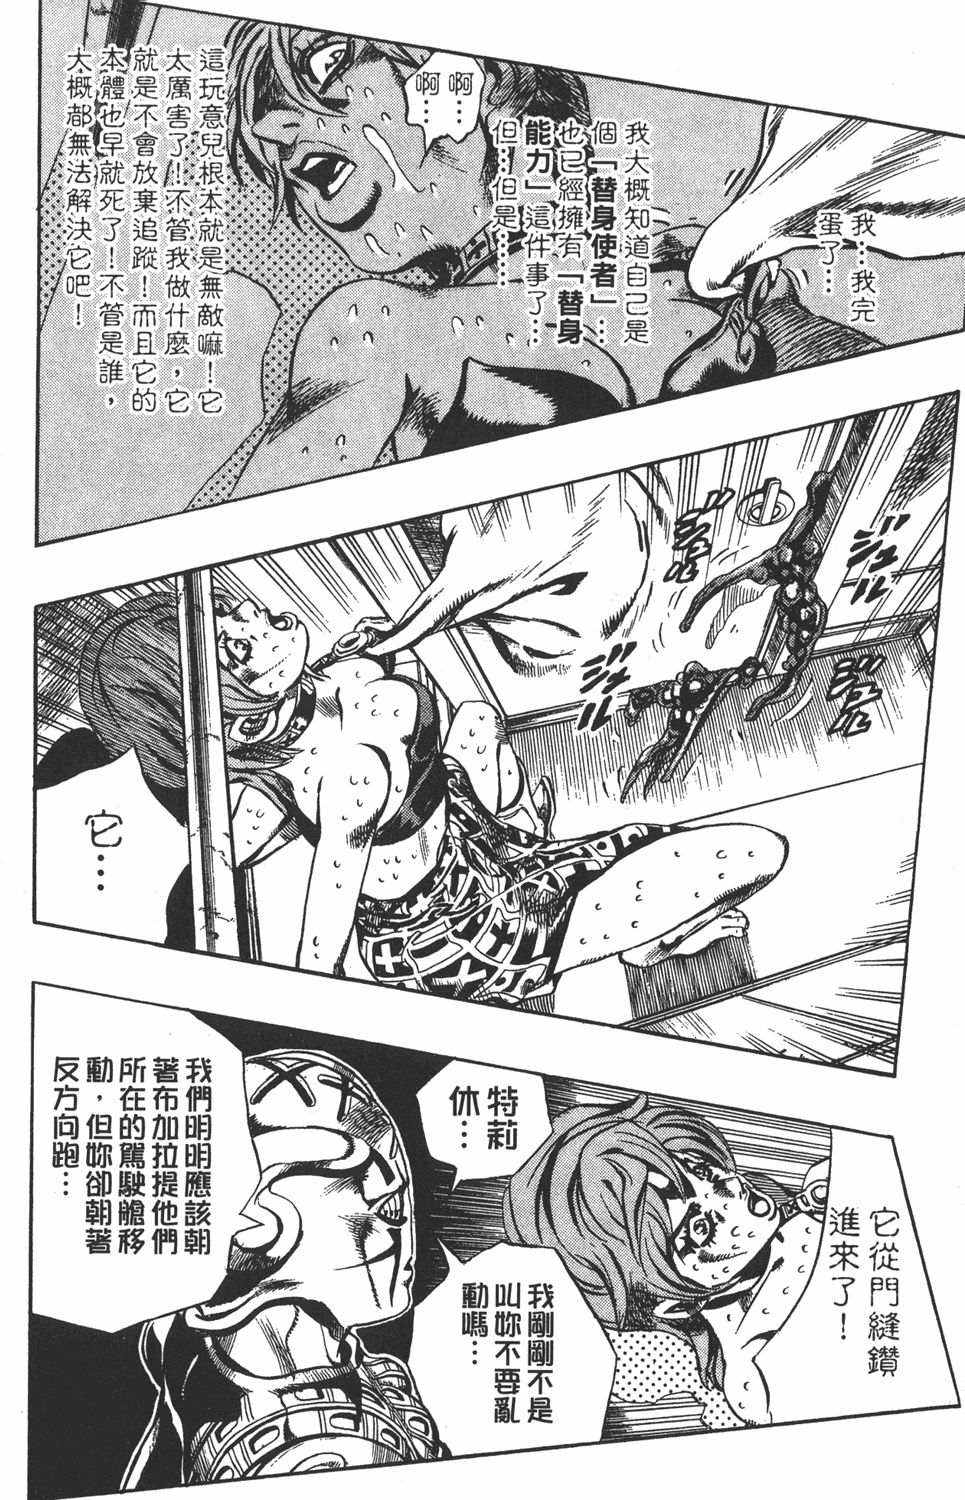 我…我完
蛋了…
我大概知道自己是
個「替身使者」…
也已經擁有「替身
能力」這件事了…
但…但是……
啊…
啊…
這玩意兒根本就是無敵嘛！它
太厲害了！不管我做什麼，它
就是不會放棄追蹤！而且它的
本體也早就死了！不管是誰，
大概都無法解決它吧！
ジュル
ジュル
ジュル
ジュル
它…
它從門縫鑽
進來了！
特莉
休…
我剛剛不是
叫妳不要亂
動嗎…
我們明明應該朝
著布加拉提他們
所在的駕駛艙移
動，但妳卻朝著
反方向跑…